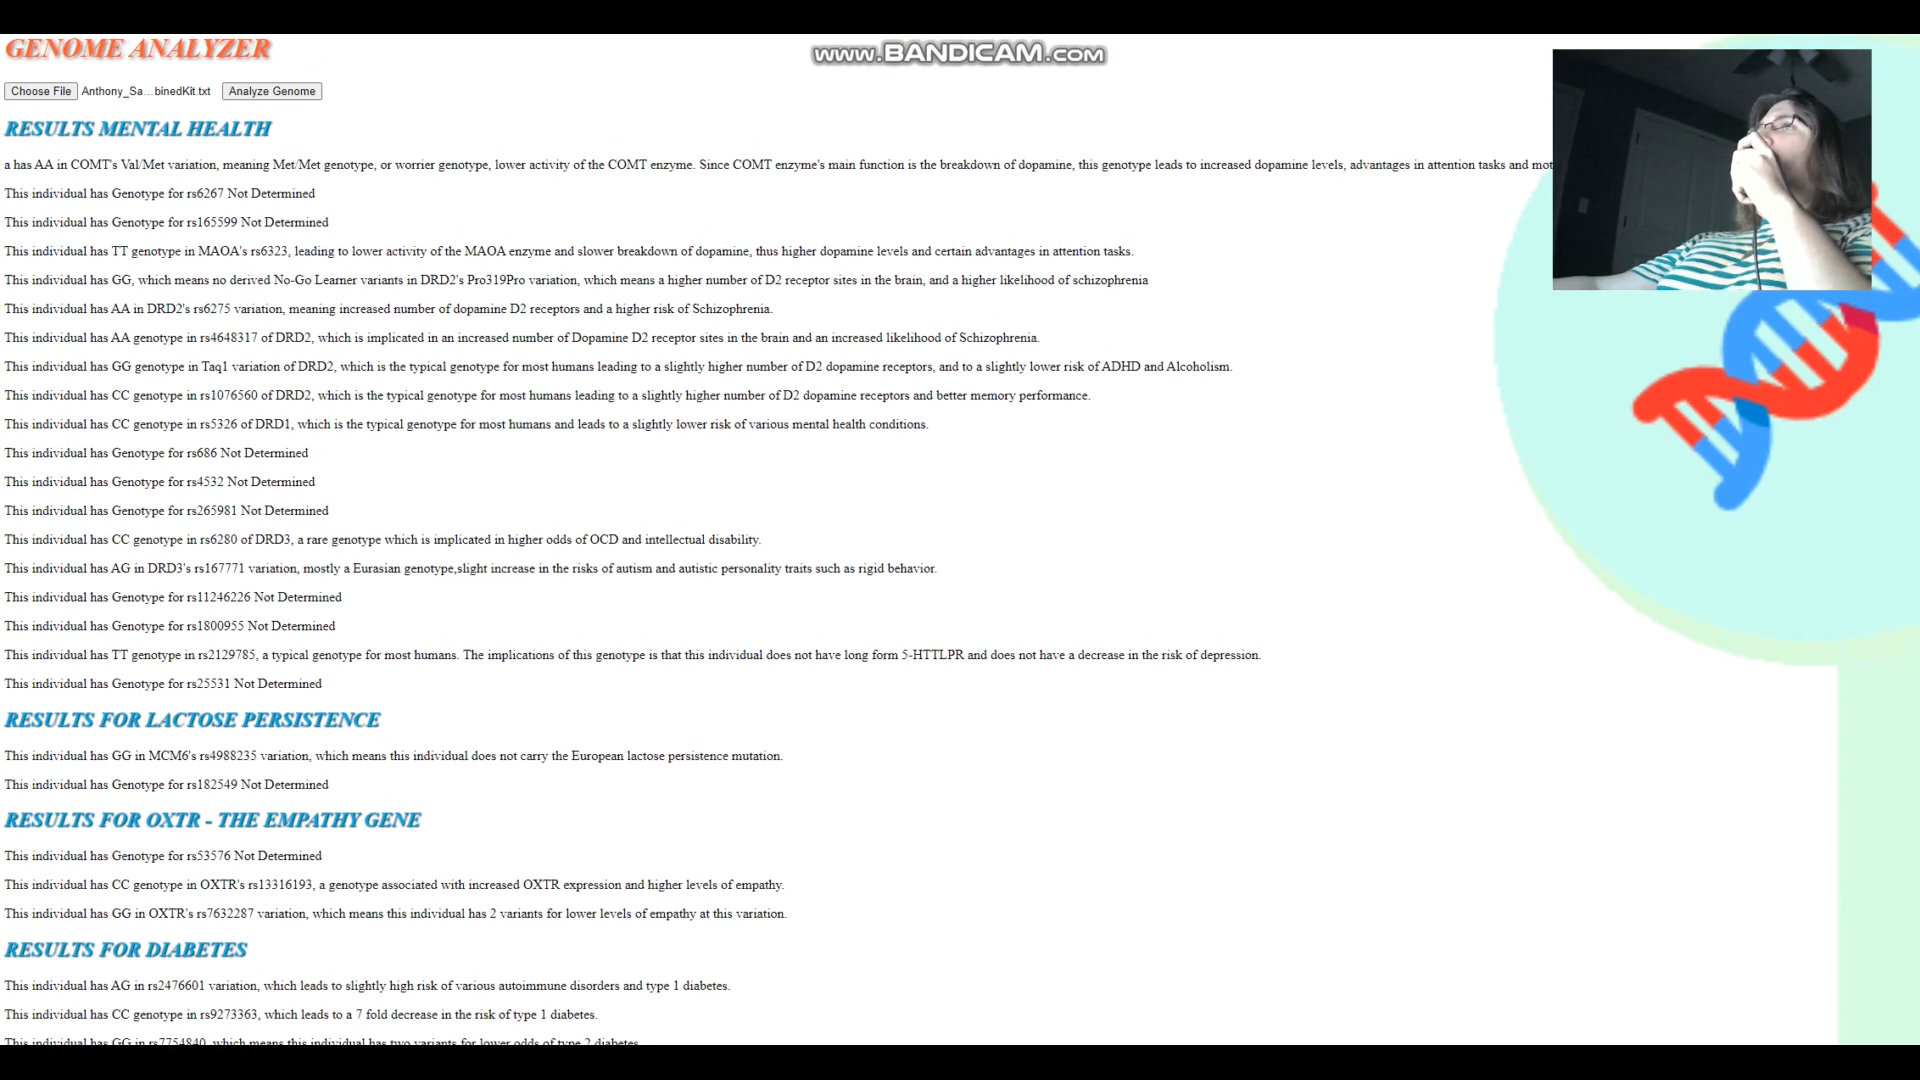 www.BANDICAM.com
GENOME ANALYZER
Choose File Anthony_Sa...binedKit.txt Analyze Genome
RESULTS MENTAL HEALTH
a has AA in COMT's Val/Met variation, meaning Met/Met genotype, or worrier genotype, lower activity of the COMT enzyme. Since COMT enzyme's main function is the breakdown of dopamine, this genotype leads to increased dopamine levels, advantages in attention tasks and mot
This individual has Genotype for rs6267 Not Determined
This individual has Genotype for rs165599 Not Determined
This individual has TT genotype in MAOA's rs6323, leading to lower activity of the MAOA enzyme and slower breakdown of dopamine, thus higher dopamine levels and certain advantages in attention tasks.
This individual has GG, which means no derived No-Go Learner variants in DRD2's Pro319Pro variation, which means a higher number of D2 receptor sites in the brain, and a higher likelihood of schizophrenia
This individual has AA in DRD2's rs6275 variation, meaning increased number of dopamine D2 receptors and a higher risk of Schizophrenia.
This individual has AA genotype in rs4648317 of DRD2, which is implicated in an increased number of Dopamine D2 receptor sites in the brain and an increased likelihood of Schizophrenia.
This individual has GG genotype in Taq1 variation of DRD2, which is the typical genotype for most humans leading to a slightly higher number of D2 dopamine receptors, and to a slightly lower risk of ADHD and Alcoholism.
This individual has CC genotype in rs1076560 of DRD2, which is the typical genotype for most humans leading to a slightly higher number of D2 dopamine receptors and better memory performance.
This individual has CC genotype in rs5326 of DRD1, which is the typical genotype for most humans and leads to a slightly lower risk of various mental health conditions.
This individual has Genotype for rs686 Not Determined
This individual has Genotype for rs4532 Not Determined
This individual has Genotype for rs265981 Not Determined
This individual has CC genotype in rs6280 of DRD3, a rare genotype which is implicated in higher odds of OCD and intellectual disability.
This individual has AG in DRD3's rs167771 variation, mostly a Eurasian genotype,slight increase in the risks of autism and autistic personality traits such as rigid behavior.
This individual has Genotype for rs11246226 Not Determined
This individual has Genotype for rs1800955 Not Determined
This individual has TT genotype in rs2129785, a typical genotype for most humans. The implications of this genotype is that this individual does not have long form 5-HTTLPR and does not have a decrease in the risk of depression.
This individual has Genotype for rs25531 Not Determined
RESULTS FOR LACTOSE PERSISTENCE
This individual has GG in MCM6's rs4988235 variation, which means this individual does not carry the European lactose persistence mutation.
This individual has Genotype for rs182549 Not Determined
RESULTS FOR OXTR - THE EMPATHY GENE
This individual has Genotype for rs53576 Not Determined
This individual has CC genotype in OXTR's rs13316193, a genotype associated with increased OXTR expression and higher levels of empathy.
This individual has GG in OXTR's rs7632287 variation, which means this individual has 2 variants for lower levels of empathy at this variation.
RESULTS FOR DIABETES
This individual has AG in rs2476601 variation, which leads to slightly high risk of various autoimmune disorders and type 1 diabetes.
This individual has CC genotype in rs9273363, which leads to a 7 fold decrease in the risk of type 1 diabetes.
This individual has GG in rs7754840, which means this individual has two variants for lower odds of type 2 diabetes